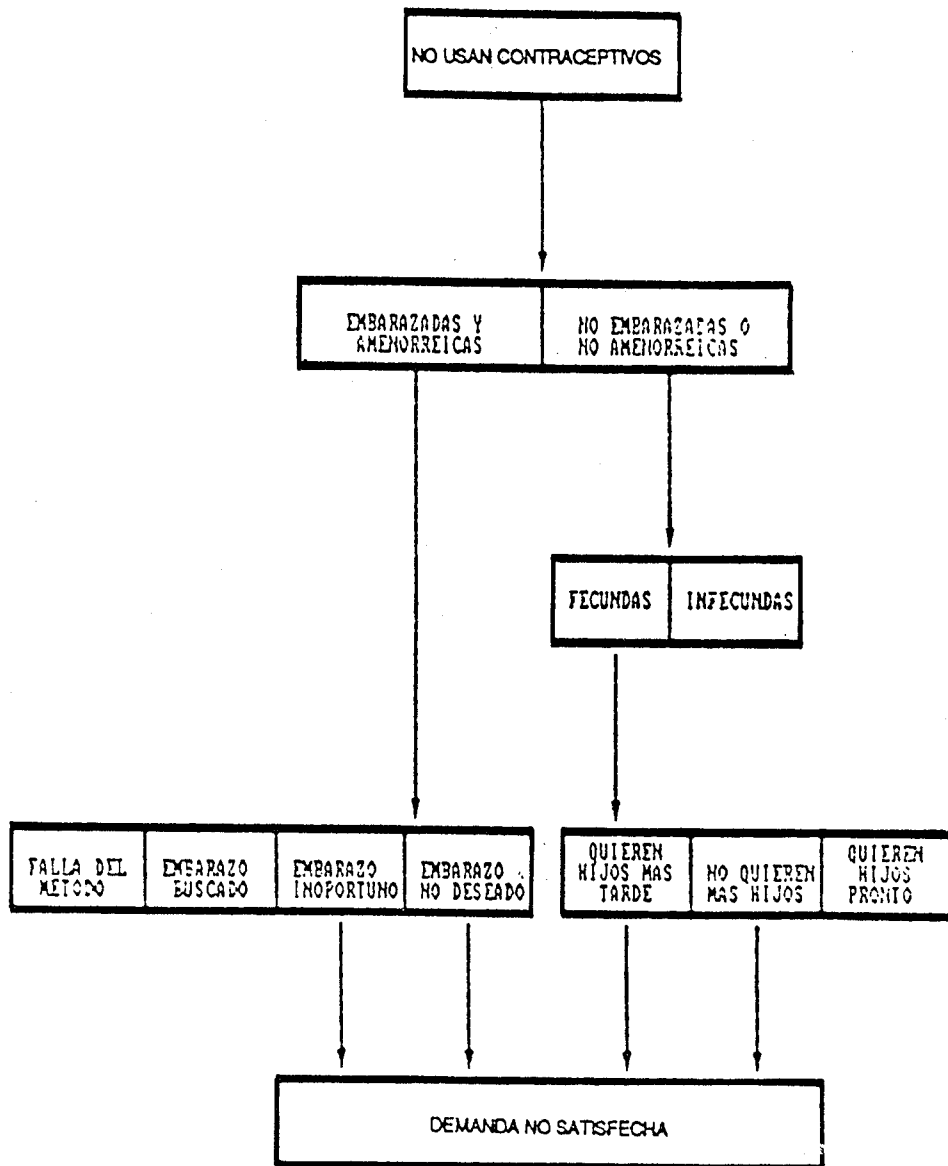 NO USAN CONTRACEPTIVOS
EMBARAZADAS Y
AMENORREICAS
NO EMBARAZADAS O
NO AMENORREICAS
FECUNDAS
INFECUNDAS
FALLA DEL
METODO
EMBARAZO
BUSCADO
EMBARAZO
INOPORTUNO
EMBARAZO
NO DESEADO
QUIEREN
HIJOS MAS
TARDE
NO QUIEREN
MAS HIJOS
QUIEREN
HIJOS
PRONTO
DEMANDA NO SATISFECHA